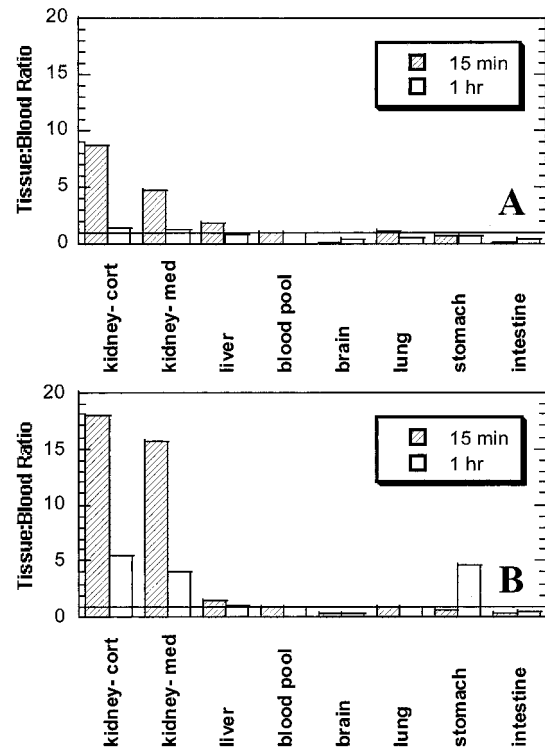 20
15
10
5
0
Tissue:Blood Ratio
15 min
1 hr
A
kidney- cort
kidney- med
liver
blood pool
brain
lung
stomach
intestine
20
15
10
5
0
Tissue:Blood Ratio
15 min
1 hr
B
kidney- cort
kidney- med
liver
blood pool
brain
lung
stomach
intestine